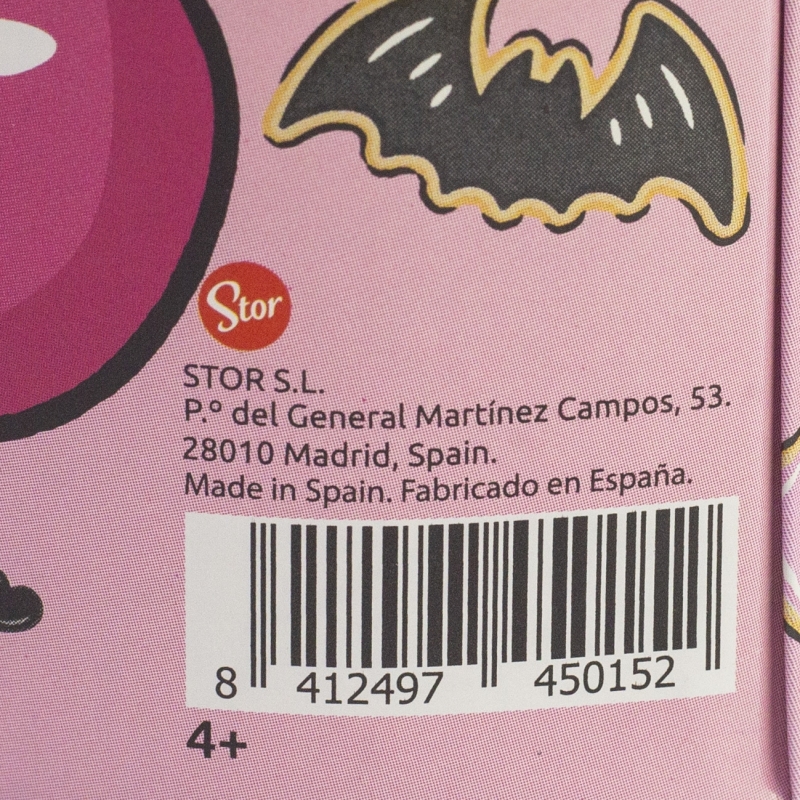 Stor
STOR S.L.
P.º del General Martínez Campos, 53.
28010 Madrid, Spain.
Made in Spain. Fabricado en España.
8 412497 450152
4+